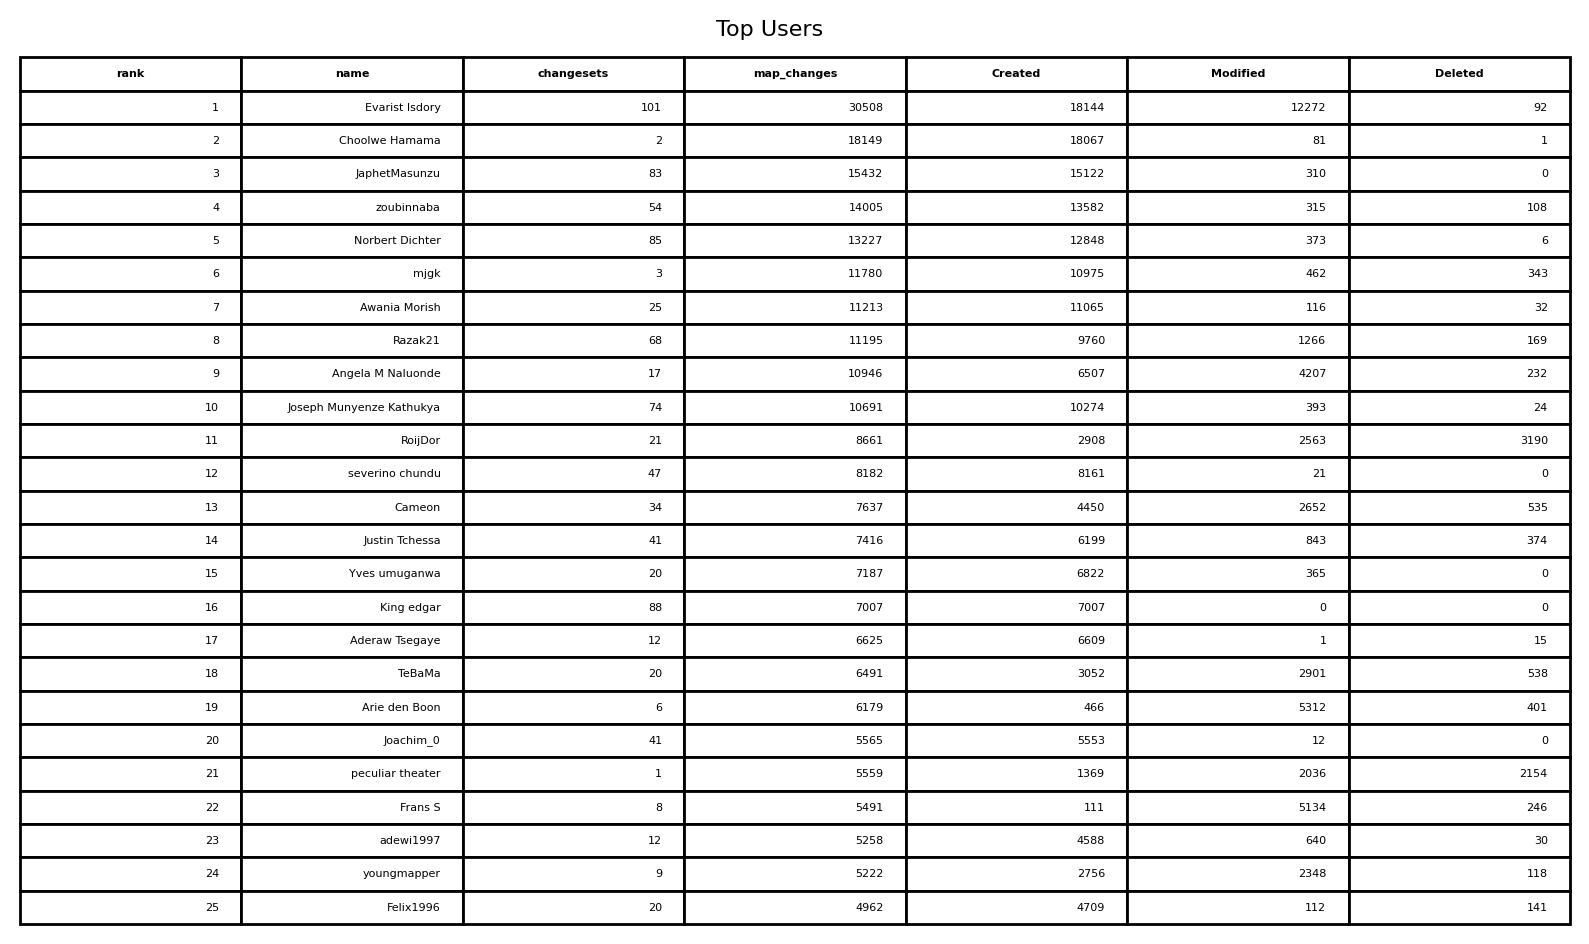 Top Users
rank name changesets map_changes Created Modified Deleted
1 Evarist Isdory 101 30508 18144 12272 92
2 Choolwe Hamama 2 18149 18067 81 1
3 JaphetMasunzu 83 15432 15122 310 0
4 zoubinnaba 54 14005 13582 315 108
5 Norbert Dichter 85 13227 12848 373 6
6 mjgk 3 11780 10975 462 343
7 Awania Morish 25 11213 11065 116 32
8 Razak21 68 11195 9760 1266 169
9 Angela M Naluonde 17 10946 6507 4207 232
10 Joseph Munyenze Kathukya 74 10691 10274 393 24
11 RoijDor 21 8661 2908 2563 3190
12 severino chundu 47 8182 8161 21 0
13 Cameon 34 7637 4450 2652 535
14 Justin Tchessa 41 7416 6199 843 374
15 Yves umuganwa 20 7187 6822 365 0
16 King edgar 88 7007 7007 0 0
17 Aderaw Tsegaye 12 6625 6609 1 15
18 TeBaMa 20 6491 3052 2901 538
19 Arie den Boon 6 6179 466 5312 401
20 Joachim_0 41 5565 5553 12 0
21 peculiar theater 1 5559 1369 2036 2154
22 Frans S 8 5491 111 5134 246
23 adewi1997 12 5258 4588 640 30
24 youngmapper 9 5222 2756 2348 118
25 Felix1996 20 4962 4709 112 141